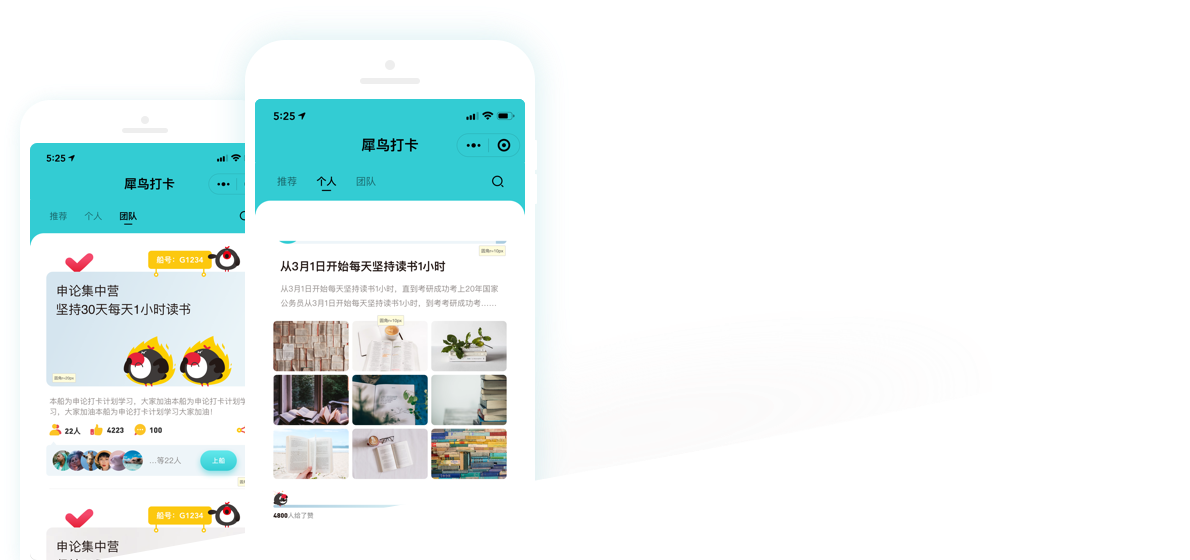 5:25
犀鸟打卡
推荐 个人 团队
船号：G1234
申论集中营
坚持30天每天1小时读书
圆角=20px
本船为申论打卡计划学习，大家加油本船为申论打卡计划学
习，大家加油本船为申论打卡计划学习大家加油！
22人 4223 100
...等22人 上船
船号：G1234
申论集中营
5:25
犀鸟打卡
推荐 个人 团队
圆角=10px
从3月1日开始每天坚持读书1小时
从3月1日开始每天坚持读书1小时，直到考研成功考上20年国家
公务员从3月1日开始每天坚持读书1小时，到考考研成功考......
圆角=10px
4800人给了赞